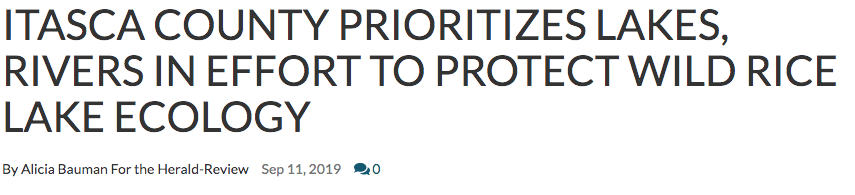 ITASCA COUNTY PRIORITIZES LAKES,
RIVERS IN EFFORT TO PROTECT WILD RICE
LAKE ECOLOGY
By Alicia Bauman For the Herald-Review Sep 11, 2019 0